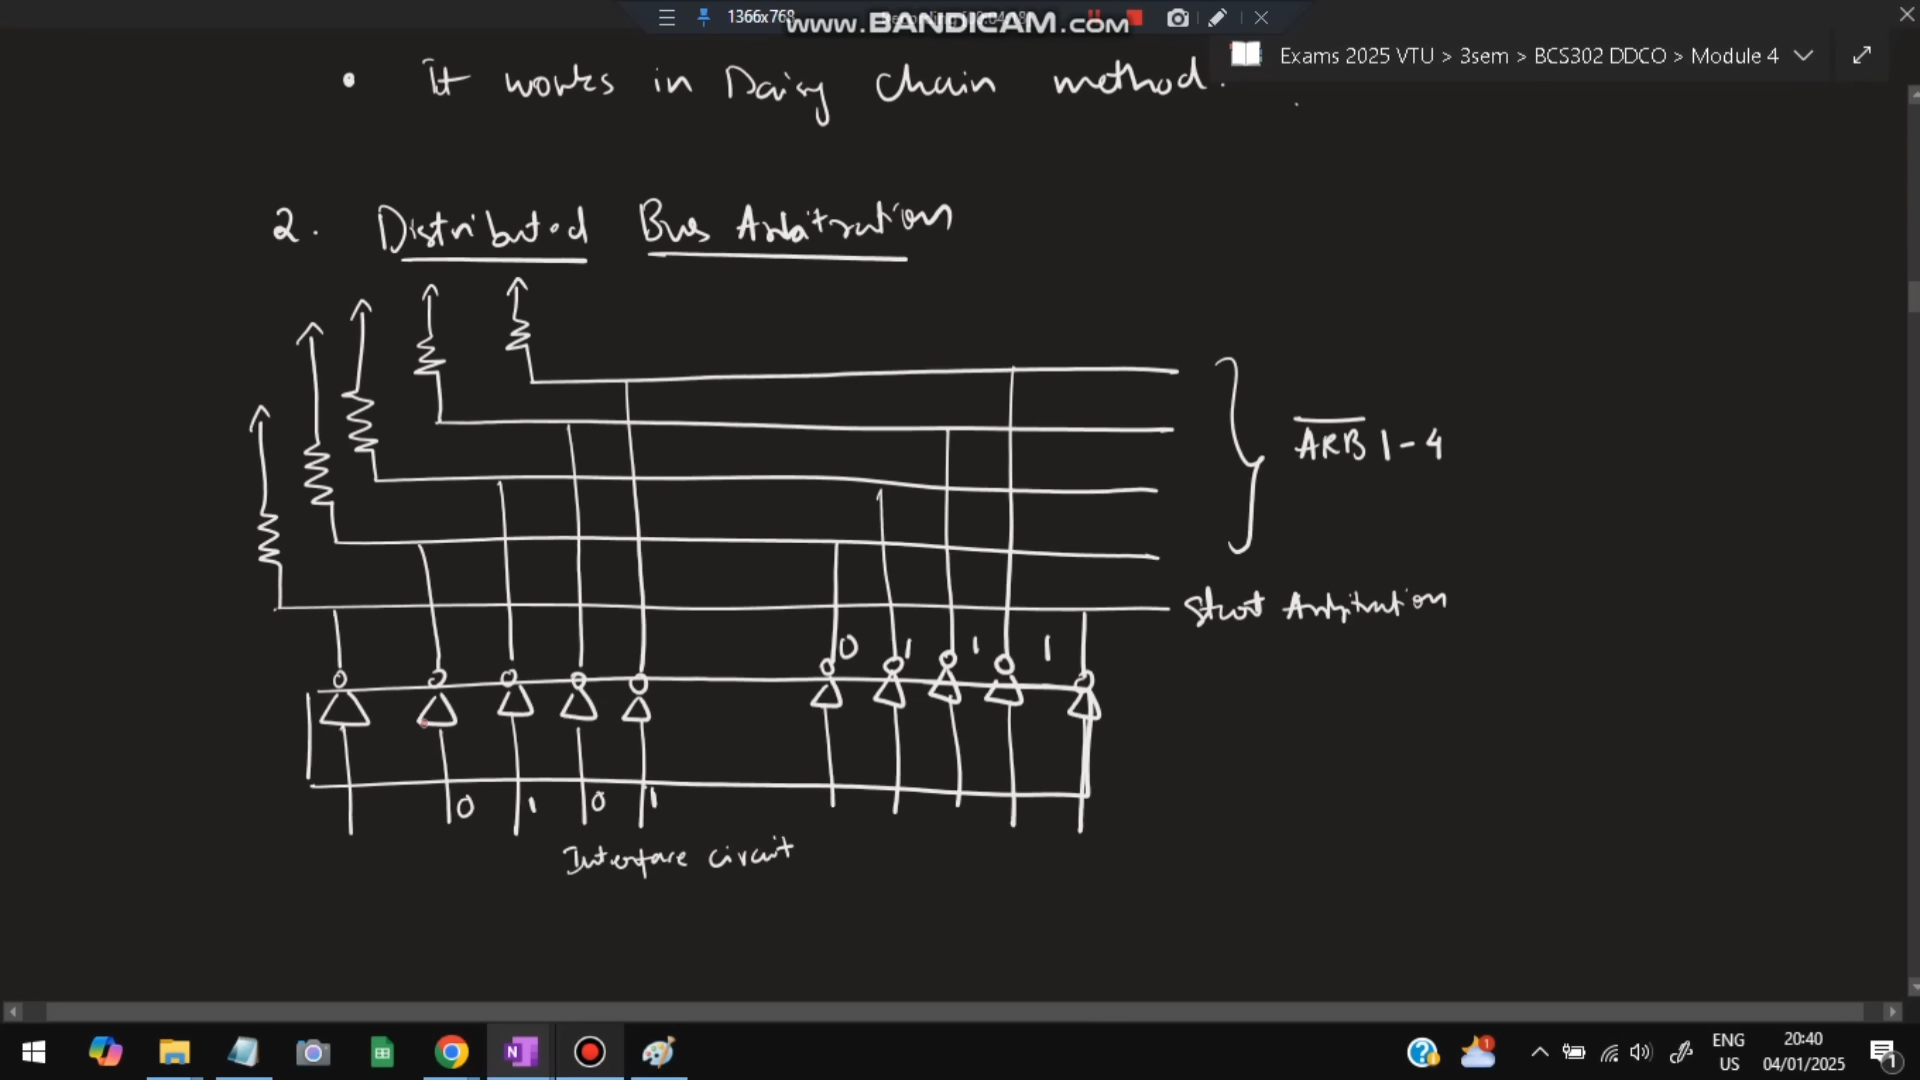 1366x768
www.BANDICAM.com
Exams 2025 VTU > 3sem > BCS302 DDCO > Module 4
• It works in Daisy chain method.
2. Distributed Bus Arbitration
ARB 1-4
Start Arbitration
0 1 1 1
0 1 0 1
Interface circuit
ENG
US
20:40
04/01/2025
1